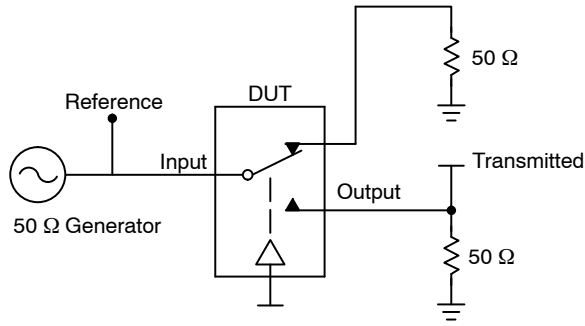 50 Ω
DUT
Reference
Input
Transmitted
Output
50 Ω Generator
50 Ω